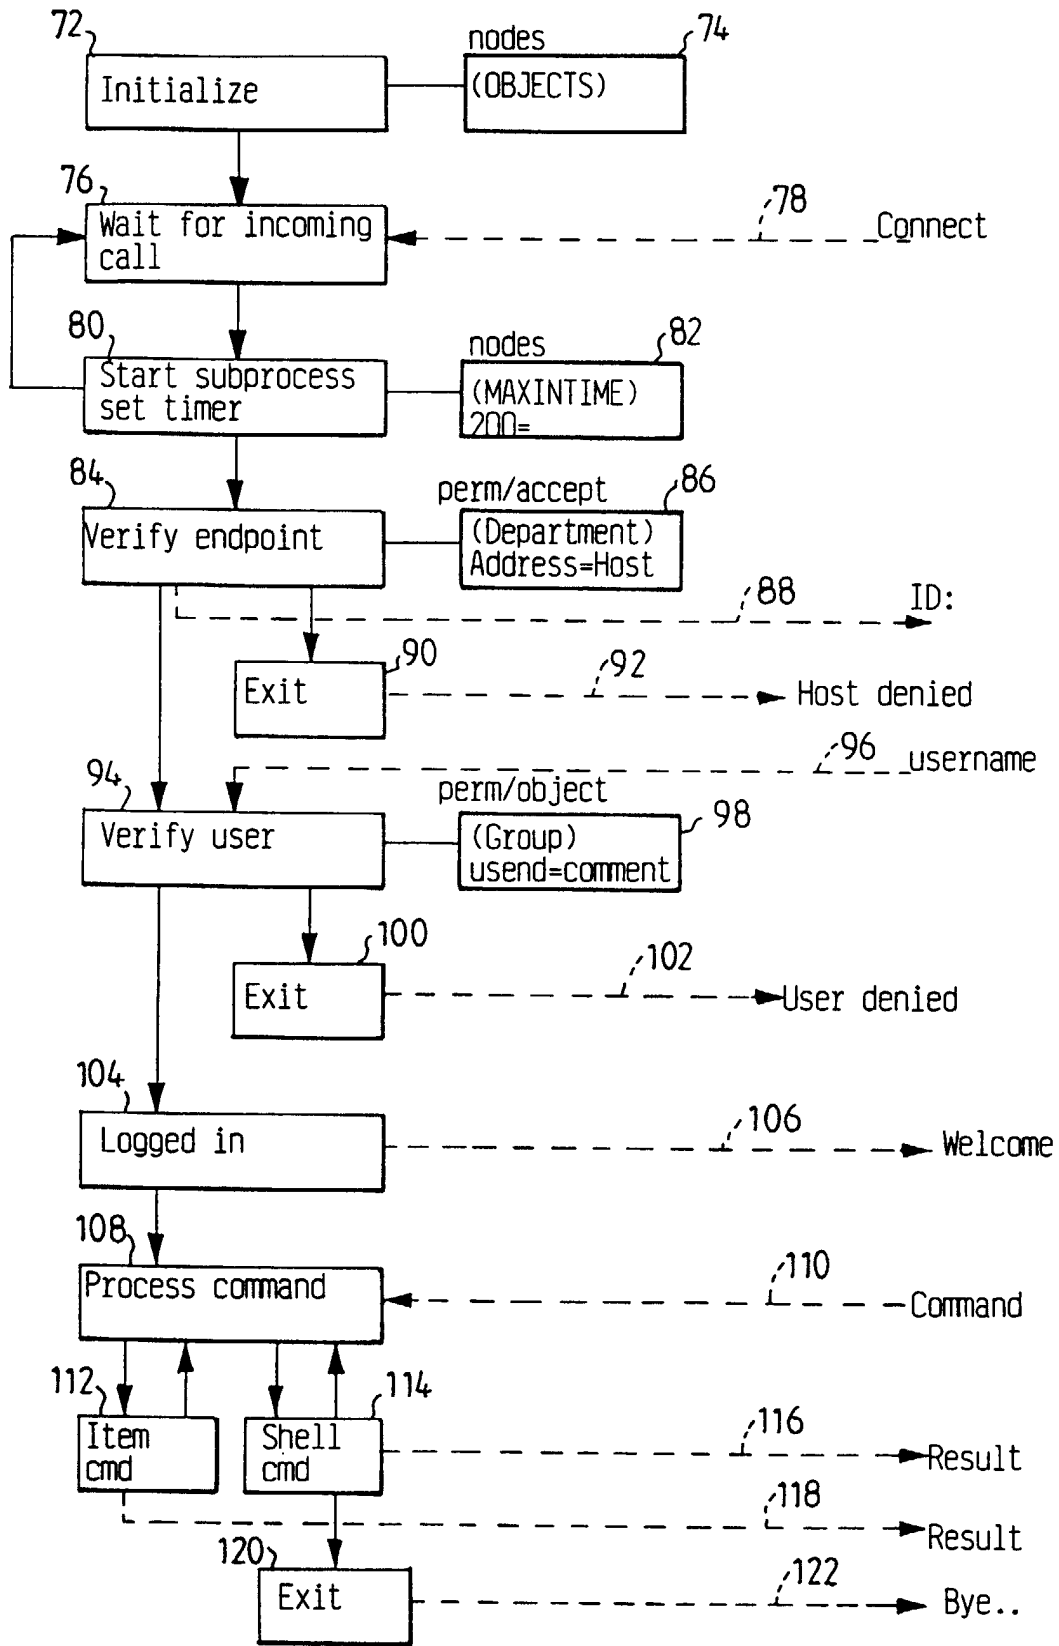 72
nodes
74
Initialize
(OBJECTS)
76
78
Wait for incoming
call
Connect
80
nodes
82
Start subprocess
set timer
(MAXINTIME)
200=
84
perm/accept
86
Verify endpoint
(Department)
Address=Host
88
ID:
90
92
Exit
Host denied
96
username
94
perm/object
98
Verify user
(Group)
usend=comment
100
102
Exit
User denied
104
106
Logged in
Welcome
108
110
Process command
Command
112
114
116
Item
cmd
Shell
cmd
Result
118
Result
120
122
Exit
Bye..